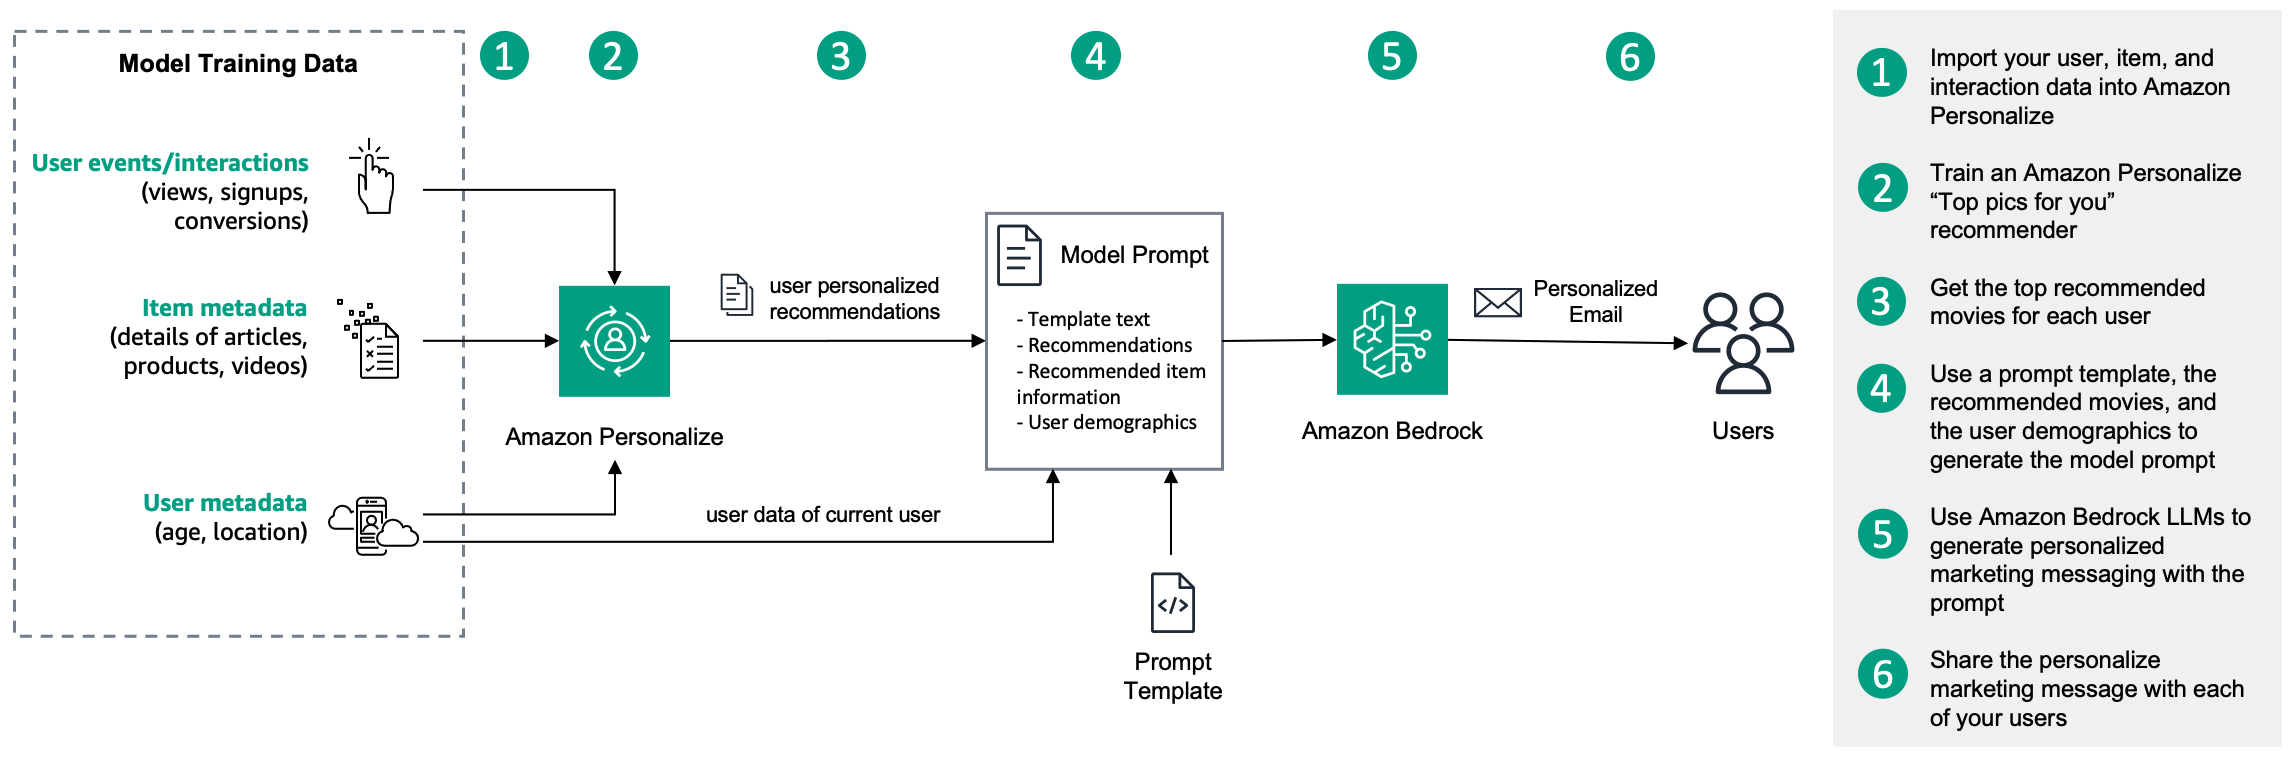 Model Training Data
1
2
3
4
5
6
User events/interactions
(views, signups,
conversions)
Item metadata
(details of articles,
products, videos)
User metadata
(age, location)
Amazon Personalize
user personalized
recommendations
user data of current user
Model Prompt
- Template text
- Recommendations
- Recommended item
information
- User demographics
</>
Prompt
Template
Amazon Bedrock
Personalized
Email
Users
1
Import your user, item, and
interaction data into Amazon
Personalize
2
Train an Amazon Personalize
“Top pics for you”
recommender
3
Get the top recommended
movies for each user
4
Use a prompt template, the
recommended movies, and
the user demographics to
generate the model prompt
5
Use Amazon Bedrock LLMs to
generate personalized
marketing messaging with the
prompt
6
Share the personalize
marketing message with each
of your users